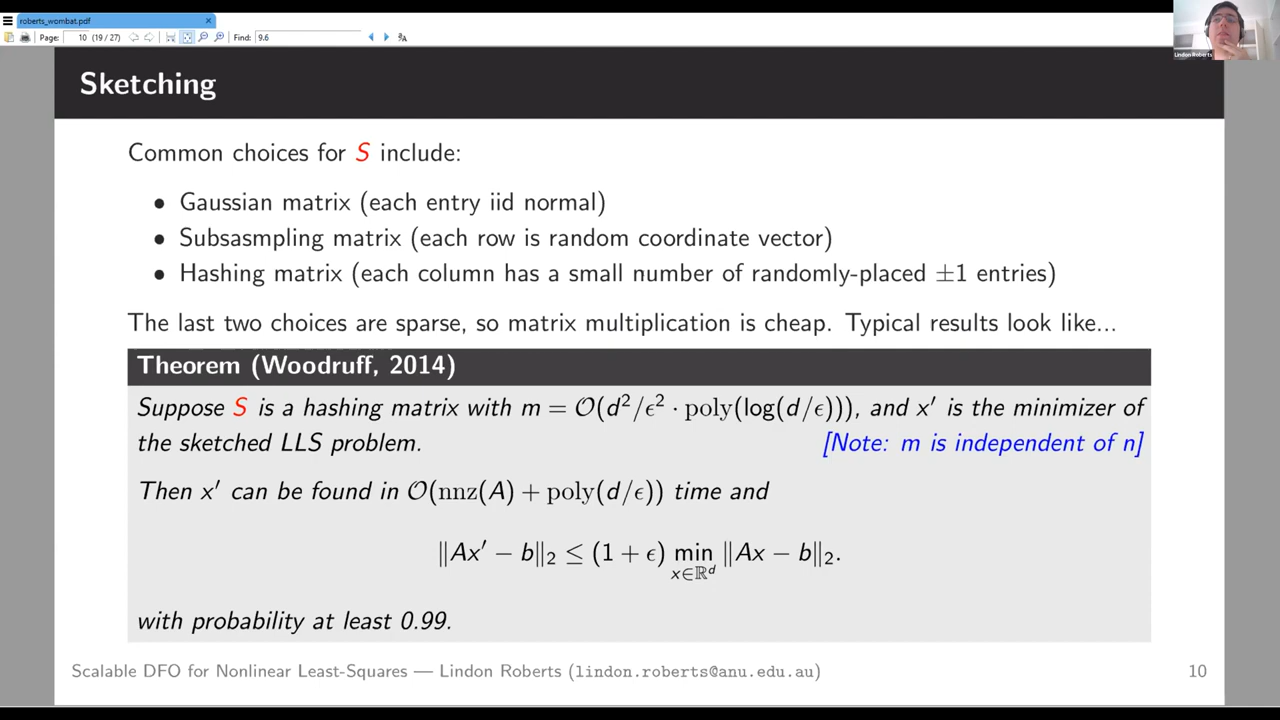 roberts_wombat.pdf
Page: 10 (19 / 27) Find: 9.6
Lindon Roberts
Sketching
Common choices for S include:
• Gaussian matrix (each entry iid normal)
• Subsasmpling matrix (each row is random coordinate vector)
• Hashing matrix (each column has a small number of randomly-placed ±1 entries)
The last two choices are sparse, so matrix multiplication is cheap. Typical results look like...
Theorem (Woodruff, 2014)
Suppose S is a hashing matrix with m = O(d²/ϵ² · poly(log(d/ϵ))), and x′ is the minimizer of
the sketched LLS problem. [Note: m is independent of n]
Then x′ can be found in O(nnz(A) + poly(d/ϵ)) time and
‖Ax′ − b‖₂ ≤ (1 + ϵ) min x∈ℝᵈ ‖Ax − b‖₂.
with probability at least 0.99.
Scalable DFO for Nonlinear Least-Squares — Lindon Roberts (lindon.roberts@anu.edu.au) 10